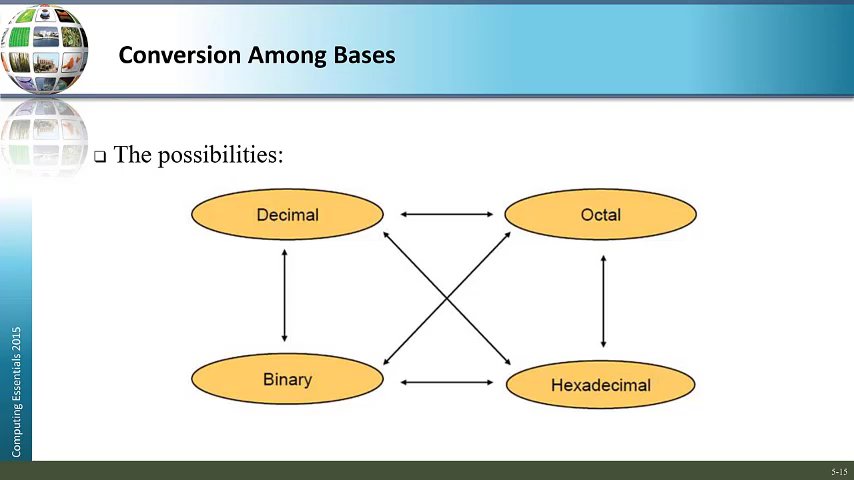 Conversion Among Bases
❑ The possibilities:
Decimal
Octal
Binary
Hexadecimal
Computing Essentials 2015
5-15